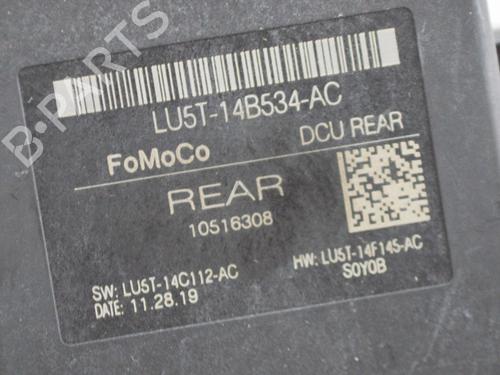 LU5T-14B534-AC
FoMoCo
DCU REAR
REAR
10516308
SW: LU5T-14C112-AC
DATE: 11.28.19
HW: LU5T-14F145-AC
S0Y0B
B·PARTS